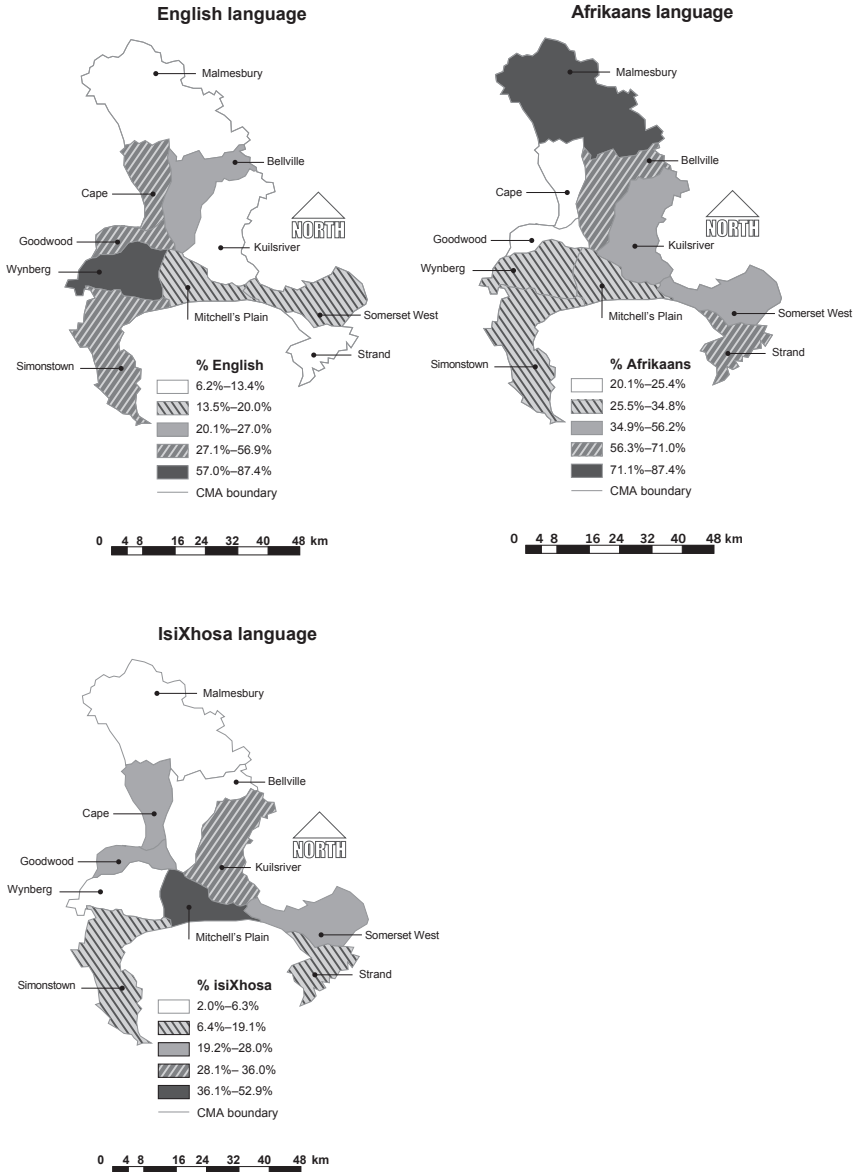 English language
Malmesbury
Bellville
Cape
NORTH
Goodwood
Kuilsriver
Wynberg
Mitchell's Plain
Somerset West
Strand
Simonstown
% English
6.2%–13.4%
13.5%–20.0%
20.1%–27.0%
27.1%–56.9%
57.0%–87.4%
CMA boundary
0 4 8 16 24 32 40 48 km
Afrikaans language
Malmesbury
Bellville
Cape
NORTH
Goodwood
Kuilsriver
Wynberg
Mitchell's Plain
Somerset West
Strand
Simonstown
% Afrikaans
20.1%–25.4%
25.5%–34.8%
34.9%–56.2%
56.3%–71.0%
71.1%–87.4%
CMA boundary
0 4 8 16 24 32 40 48 km
IsiXhosa language
Malmesbury
Bellville
Cape
NORTH
Goodwood
Kuilsriver
Wynberg
Mitchell's Plain
Somerset West
Strand
Simonstown
% isiXhosa
2.0%–6.3%
6.4%–19.1%
19.2%–28.0%
28.1%– 36.0%
36.1%–52.9%
CMA boundary
0 4 8 16 24 32 40 48 km